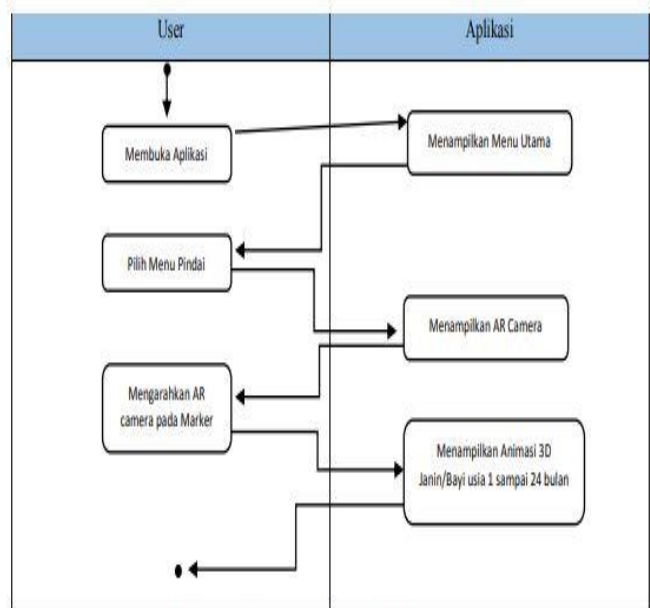 User
Aplikasi
Membuka Aplikasi
Menampilkan Menu Utama
Pilih Menu Pindai
Menampilkan AR Camera
Mengarahkan AR
camera pada Marker
Menampilkan Animasi 3D
Janin/Bayi usia 1 sampai 24 bulan